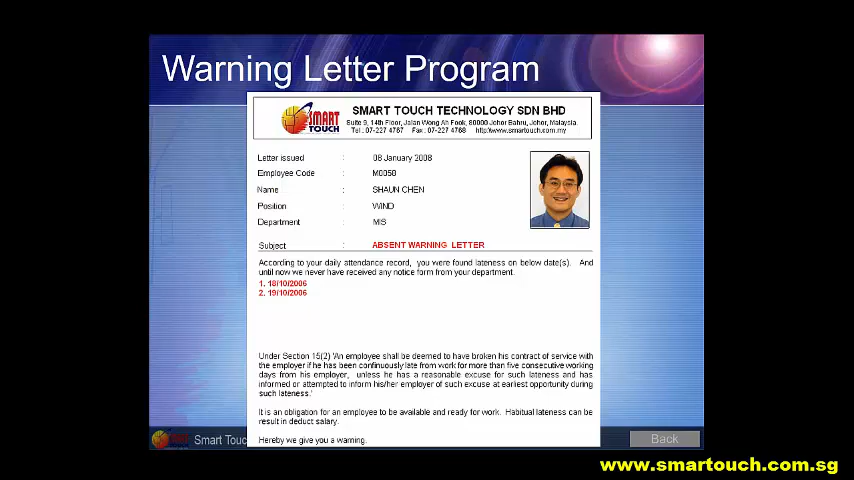 Warning Letter Program
SMART TOUCH
SMART TOUCH TECHNOLOGY SDN BHD
Suite 9, 14th Floor, Jalan Wong Ah Fook, 80000 Johor Bahru, Johor, Malaysia.
Tel : 07-227 4767 Fax : 07-227 4768 http://www.smartouch.com.my
Letter issued : 08 January 2008
Employee Code : M0058
Name : SHAUN CHEN
Position : WIND
Department : MIS
Subject : ABSENT WARNING LETTER
According to your daily attendance record, you were found lateness on below date(s). And
until now we never have received any notice form from your department.
1. 18/10/2006
2. 19/10/2006
Under Section 15(2) 'An employee shall be deemed to have broken his contract of service with
the employer if he has been continuously late from work for more than five consecutive working
days from his employer, unless he has a reasonable excuse for such lateness and has
informed or attempted to inform his/her employer of such excuse at earliest opportunity during
such lateness.'
It is an obligation for an employee to be available and ready for work. Habitual lateness can be
result in deduct salary.
Hereby we give you a warning.
Smart Touc
Back
www.smartouch.com.sg